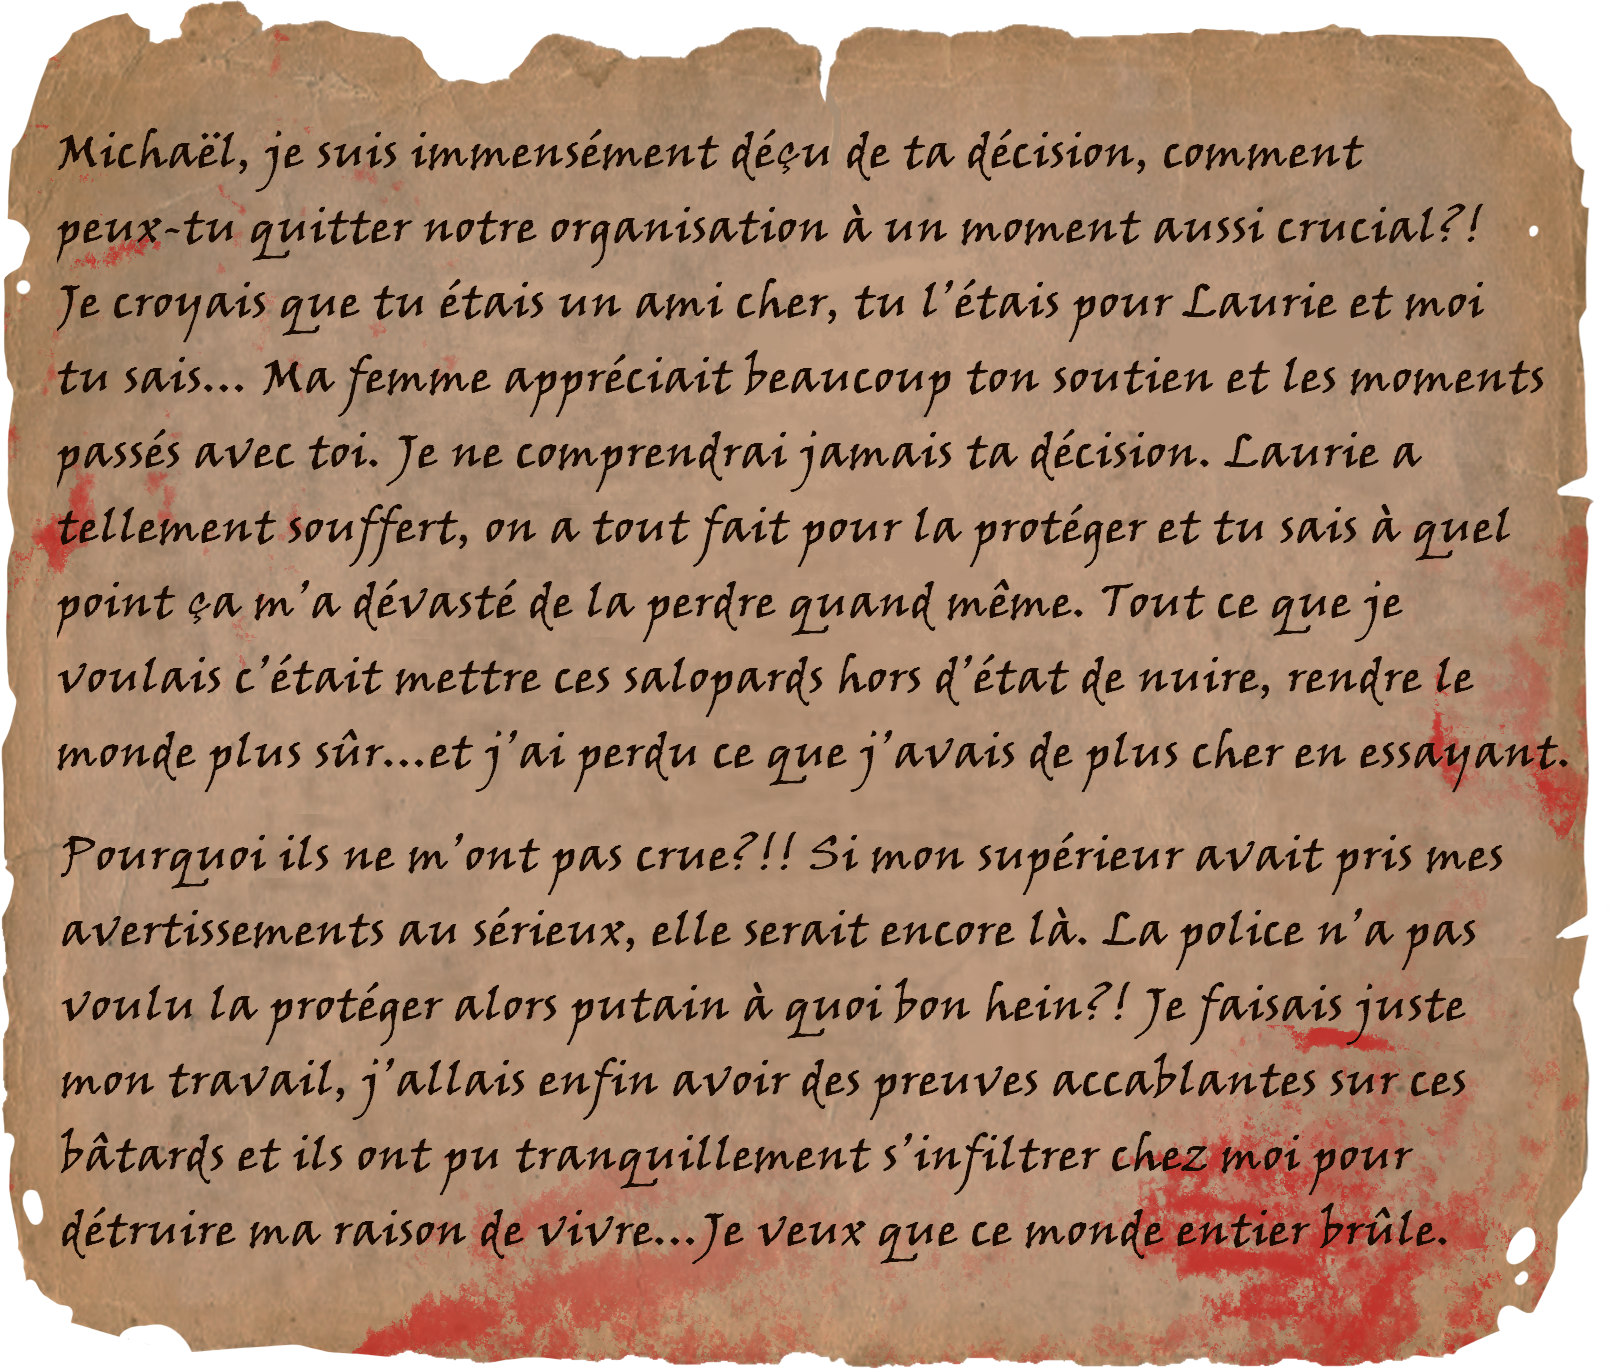 Michaël, je suis immensément déçu de ta décision, comment
peux-tu quitter notre organisation à un moment aussi crucial?!
Je croyais que tu étais un ami cher, tu l'étais pour Laurie et moi
tu sais... Ma femme appréciait beaucoup ton soutien et les moments
passés avec toi. Je ne comprendrai jamais ta décision. Laurie a
tellement souffert, on a tout fait pour la protéger et tu sais à quel
point ça m'a dévasté de la perdre quand même. Tout ce que je
voulais c'était mettre ces salopards hors d'état de nuire, rendre le
monde plus sûr...et j'ai perdu ce que j'avais de plus cher en essayant.
Pourquoi ils ne m'ont pas crue?!! Si mon supérieur avait pris mes
avertissements au sérieux, elle serait encore là. La police n'a pas
voulu la protéger alors putain à quoi bon hein?! Je faisais juste
mon travail, j'allais enfin avoir des preuves accablantes sur ces
bâtards et ils ont pu tranquillement s'infiltrer chez moi pour
détruire ma raison de vivre...Je veux que ce monde entier brûle.